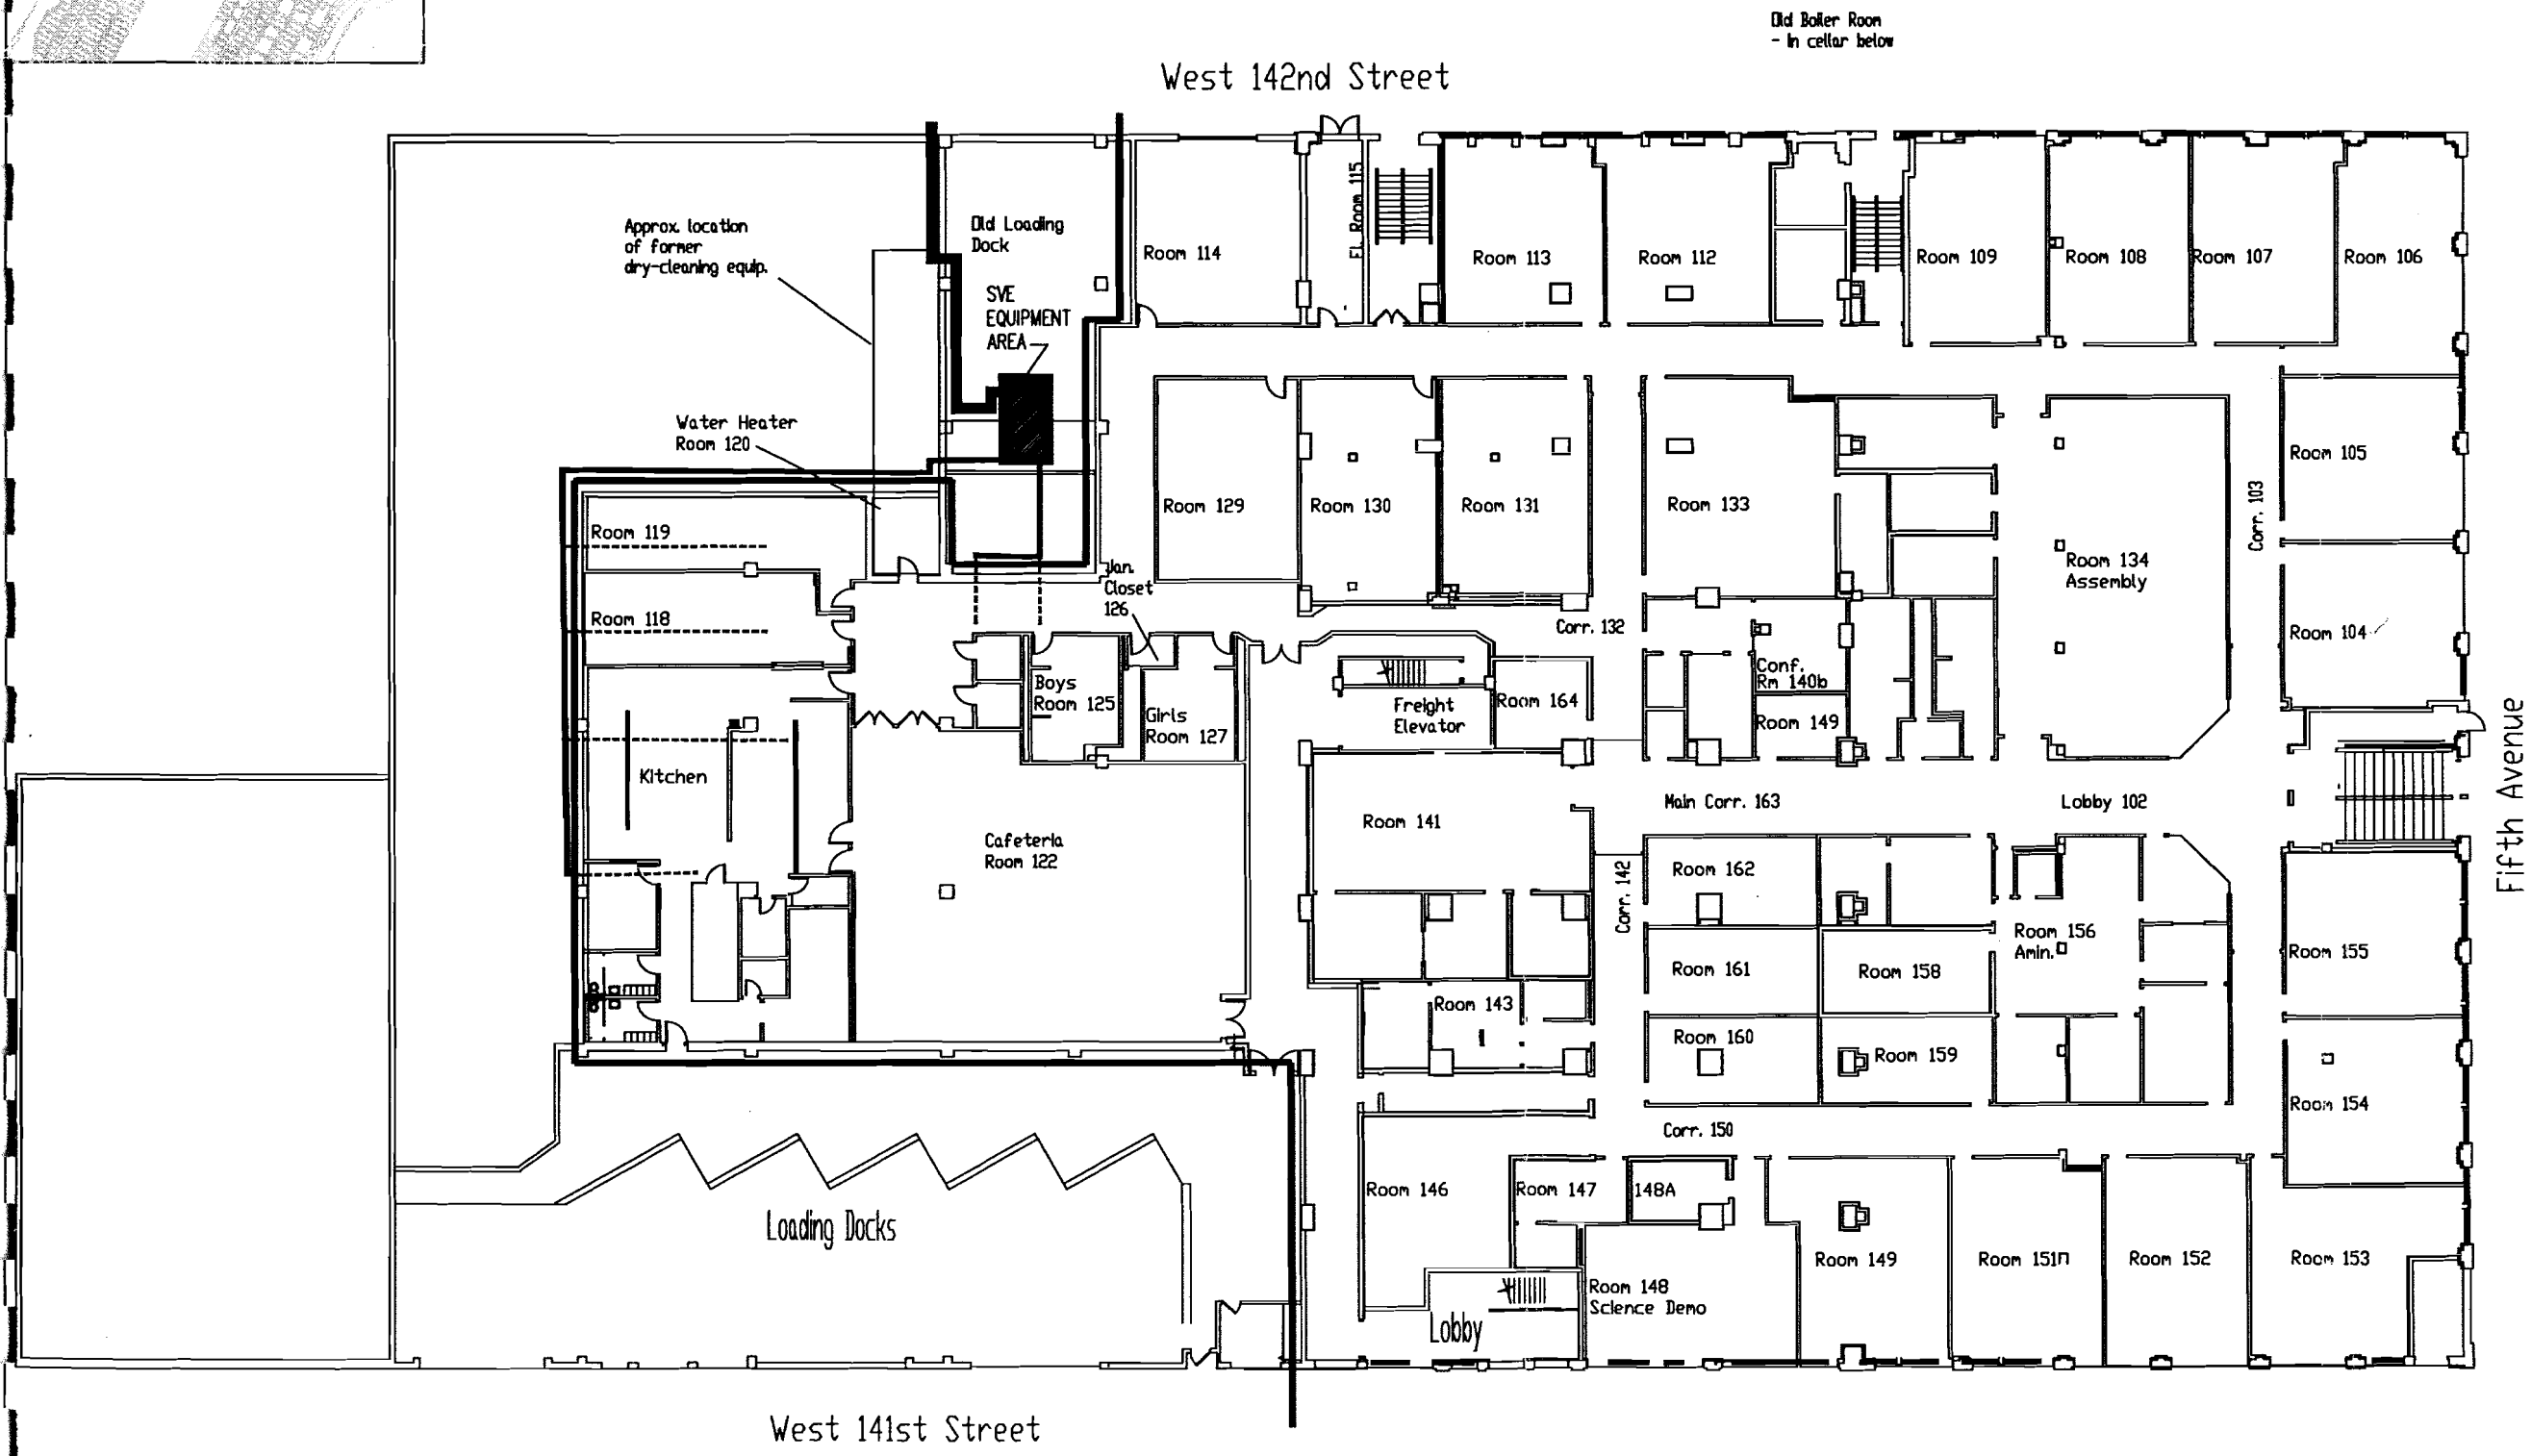 Old Boiler Room
- In cellar below
West 142nd Street
Approx. location
of former
dry-cleaning equip.
Old Loading
Dock
SVE
EQUIPMENT
AREA
Room 114
El. Room 115
Room 113
Room 112
Room 109
Room 108
Room 107
Room 106
Water Heater
Room 120
Room 105
Room 119
Room 129
Room 130
Room 131
Room 133
Corr. 103
Room 134
Assembly
Jan.
Closet
126
Room 118
Corr. 132
Room 104
Boys
Room 125
Girls
Room 127
Freight
Elevator
Room 164
Conf.
Rm 140b
Room 149
Fifth Avenue
Kitchen
Main Corr. 163
Lobby 102
Room 141
Cafeteria
Room 122
Corr. 142
Room 162
Room 156
Amin.
Room 155
Room 161
Room 158
Room 143
Room 160
Room 159
Room 154
Corr. 150
Room 146
Room 147
148A
Loading Docks
Room 149
Room 151n
Room 152
Room 153
Room 148
Science Demo
Lobby
West 141st Street